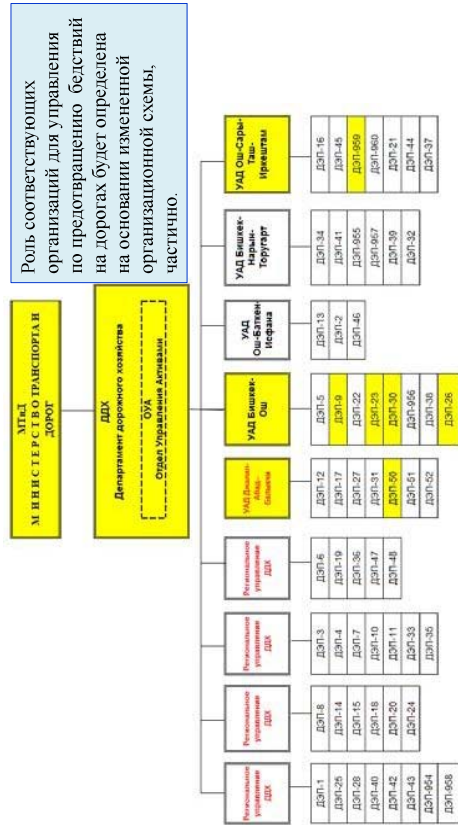 Роль соответствующих
организаций для управления
по предотвращению бедствий
на дорогах будет определена
на основании измененной
организационной схемы,
частично.
МТиД
МИНИСТЕРСТВО ТРАНСПОРТА И
ДОРОГ
ДДХ
Департамент дорожного хозяйства
ОУА
Отдел Управления Активами
Региональное
управление
ДДХ
ДЭП-1
ДЭП-25
ДЭП-28
ДЭП-40
ДЭП-42
ДЭП-43
ДЭП-954
ДЭП-958
Региональное
управление
ДДХ
ДЭП-8
ДЭП-14
ДЭП-15
ДЭП-18
ДЭП-20
ДЭП-24
Региональное
управление
ДДХ
ДЭП-3
ДЭП-4
ДЭП-7
ДЭП-10
ДЭП-11
ДЭП-33
ДЭП-35
Региональное
управление
ДДХ
ДЭП-6
ДЭП-19
ДЭП-36
ДЭП-47
ДЭП-48
УАД Джалал-
Абад-
Балыкчы
ДЭП-12
ДЭП-17
ДЭП-27
ДЭП-31
ДЭП-50
ДЭП-51
ДЭП-52
УАД Бишкек-
Ош
ДЭП-5
ДЭП-9
ДЭП-22
ДЭП-23
ДЭП-30
ДЭП-956
ДЭП-38
ДЭП-26
УАД
Ош-Баткен-
Исфана
ДЭП-13
ДЭП-2
ДЭП-46
УАД Бишкек-
Нарын-
Торугарт
ДЭП-34
ДЭП-41
ДЭП-955
ДЭП-957
ДЭП-39
ДЭП-32
УАД Ош-Сары-
Таш-
Иркештам
ДЭП-16
ДЭП-45
ДЭП-959
ДЭП-960
ДЭП-21
ДЭП-44
ДЭП-37